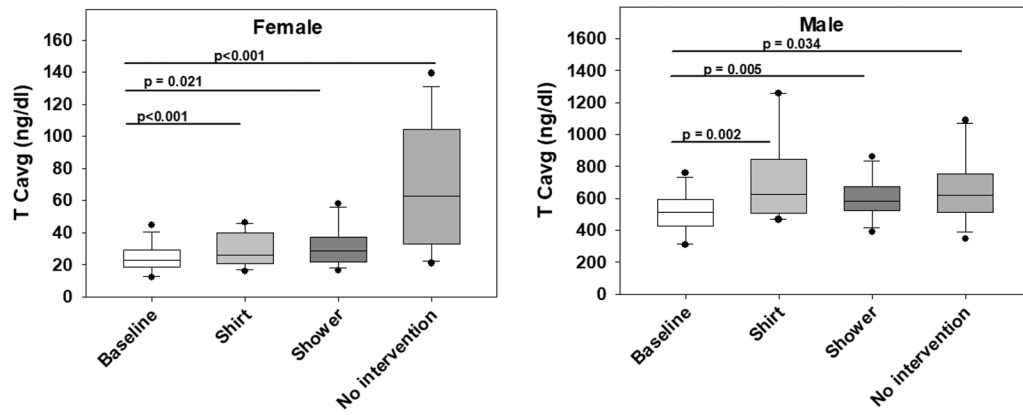 Female
T Cavg (ng/dl)
160
140
120
100
80
60
40
20
0
p<0.001
p = 0.021
p<0.001
Baseline
Shirt
Shower
No intervention
Male
T Cavg (ng/dl)
1600
1400
1200
1000
800
600
400
200
0
p = 0.034
p = 0.005
p = 0.002
Baseline
Shirt
Shower
No intervention